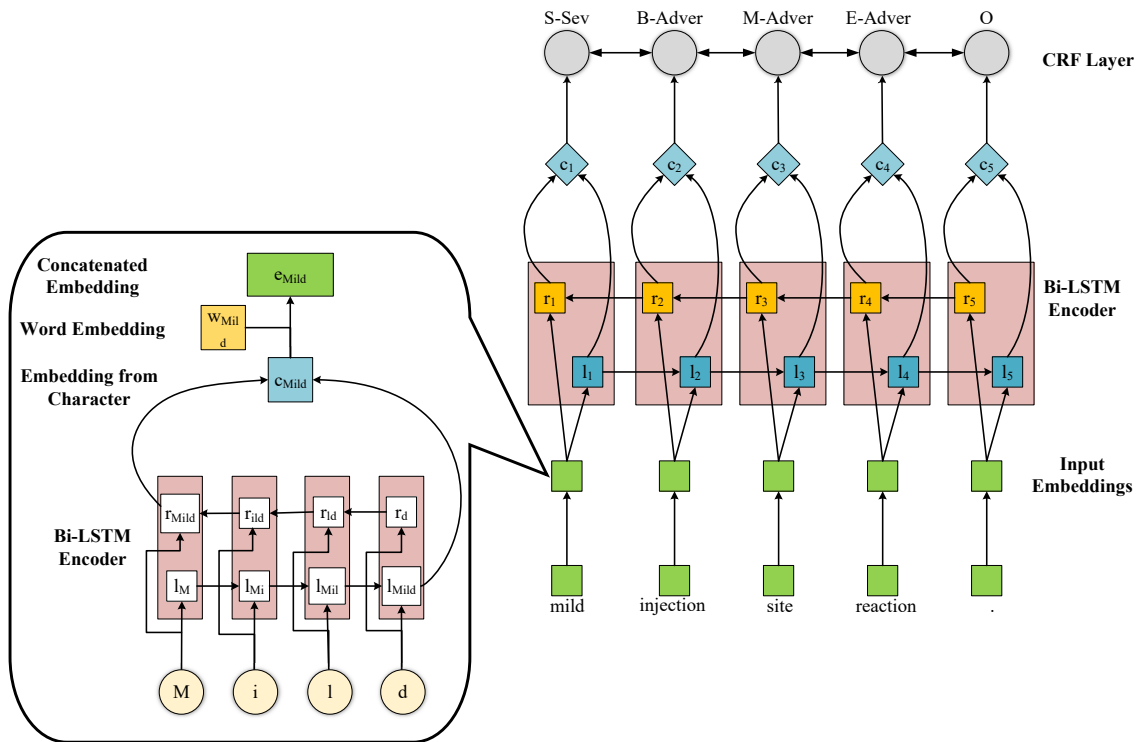 S-Sev B-Adver M-Adver E-Adver O
CRF Layer
c1 c2 c3 c4 c5
Concatenated
Embedding
eMild
Word Embedding
wMil
d
Embedding from
Character
cMild
r1 r2 r3 r4 r5
Bi-LSTM
Encoder
l1 l2 l3 l4 l5
Input
Embeddings
rMild rild rld rd
Bi-LSTM
Encoder
lM lMi lMil lMild
mild injection site reaction .
M i l d